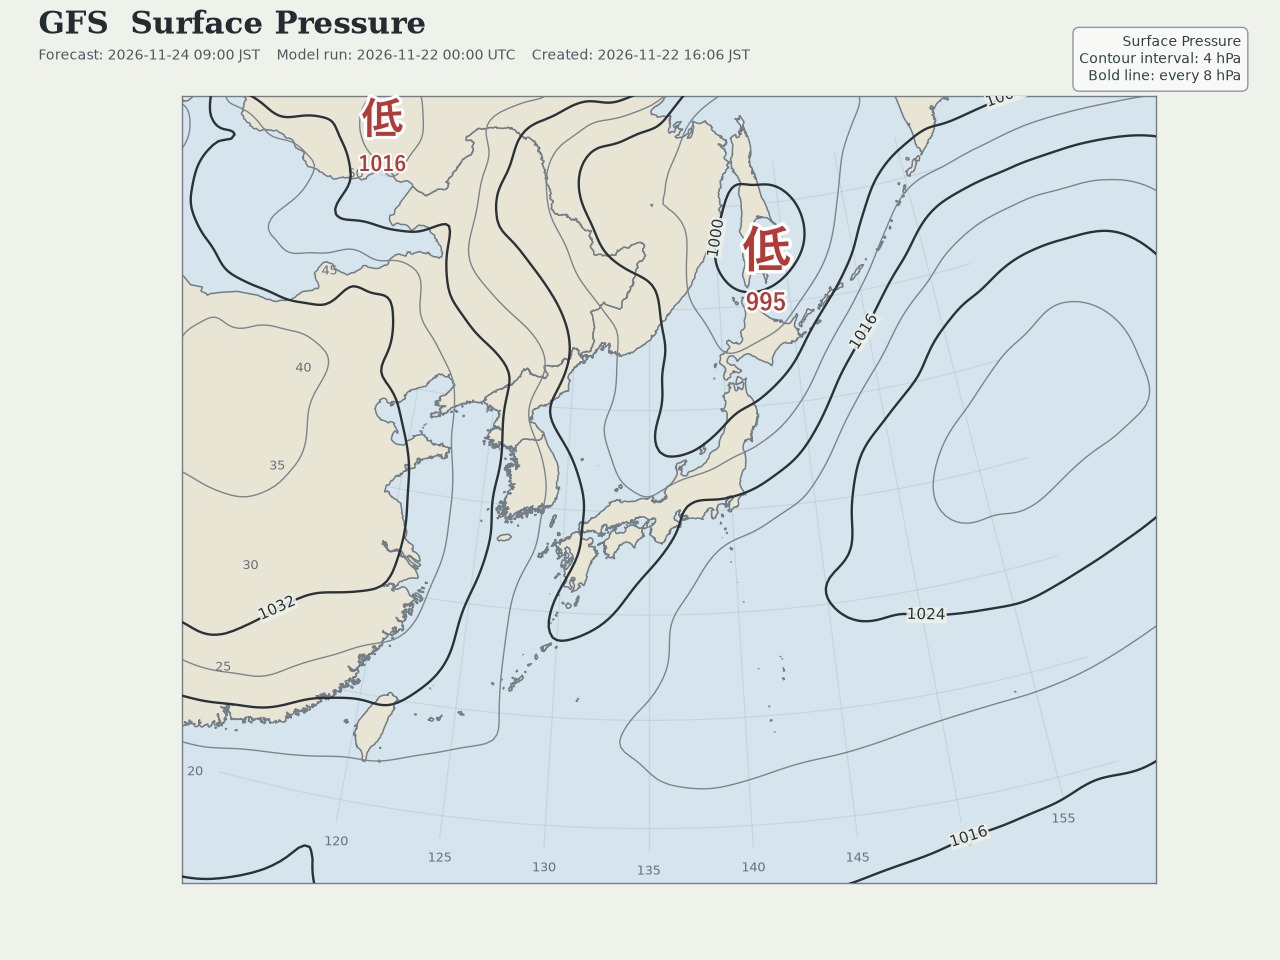 GFS Surface Pressure
Forecast: 2026-11-24 09:00 JST Model run: 2026-11-22 00:00 UTC Created: 2026-11-22 16:06 JST
Surface Pressure
Contour interval: 4 hPa
Bold line: every 8 hPa
低
1016
1000
低
995
45
1016
40
35
30
1032
1024
25
20
1016
155
120
125
130
135
140
145